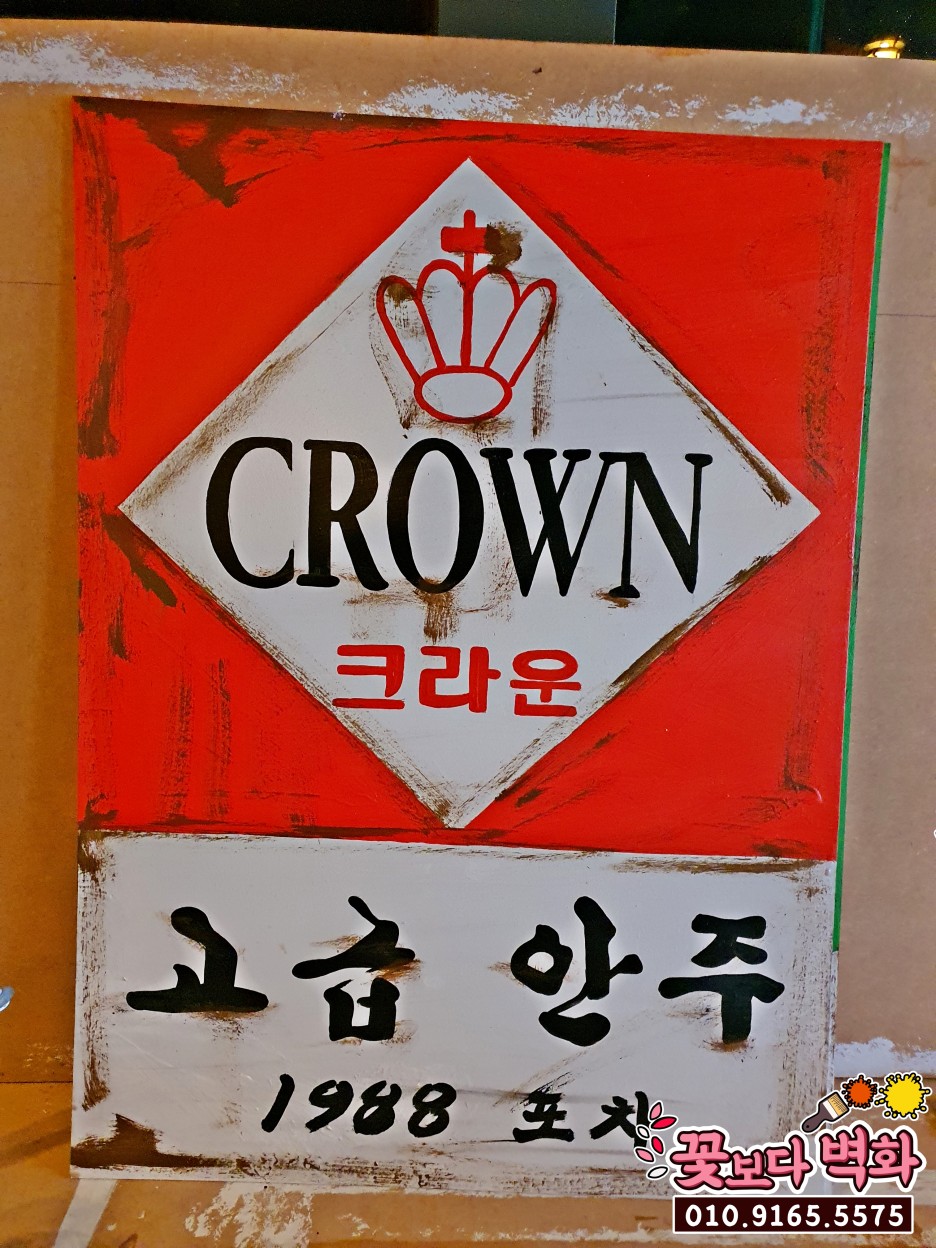 CROWN
크라운
고급 안주
1988 포차
꽃보다 벽화
010.9165.5575